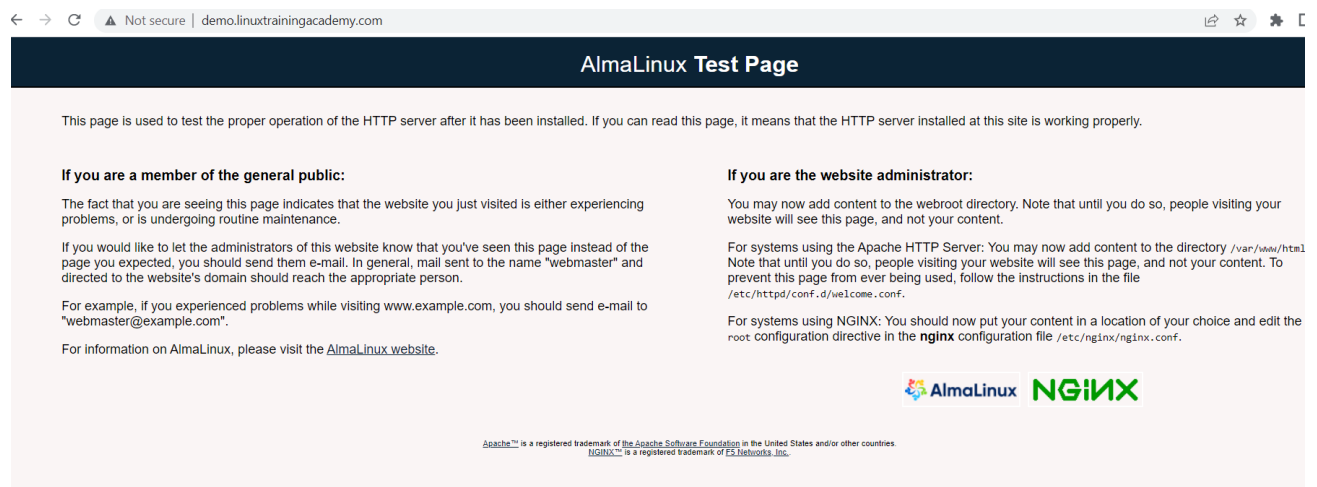 Not secure | demo.linuxtrainingacademy.com
AlmaLinux Test Page
This page is used to test the proper operation of the HTTP server after it has been installed. If you can read this page, it means that the HTTP server installed at this site is working properly.
If you are a member of the general public:
The fact that you are seeing this page indicates that the website you just visited is either experiencing
problems, or is undergoing routine maintenance.
If you would like to let the administrators of this website know that you've seen this page instead of the
page you expected, you should send them e-mail. In general, mail sent to the name "webmaster" and
directed to the website's domain should reach the appropriate person.
For example, if you experienced problems while visiting www.example.com, you should send e-mail to
"webmaster@example.com".
For information on AlmaLinux, please visit the AlmaLinux website.
If you are the website administrator:
You may now add content to the webroot directory. Note that until you do so, people visiting your
website will see this page, and not your content.
For systems using the Apache HTTP Server: You may now add content to the directory /var/www/html
Note that until you do so, people visiting your website will see this page, and not your content. To
prevent this page from ever being used, follow the instructions in the file
/etc/httpd/conf.d/welcome.conf.
For systems using NGINX: You should now put your content in a location of your choice and edit the
root configuration directive in the nginx configuration file /etc/nginx/nginx.conf.
AlmaLinux NGINX
Apache™ is a registered trademark of the Apache Software Foundation in the United States and/or other countries.
NGINX™ is a registered trademark of F5 Networks, Inc..